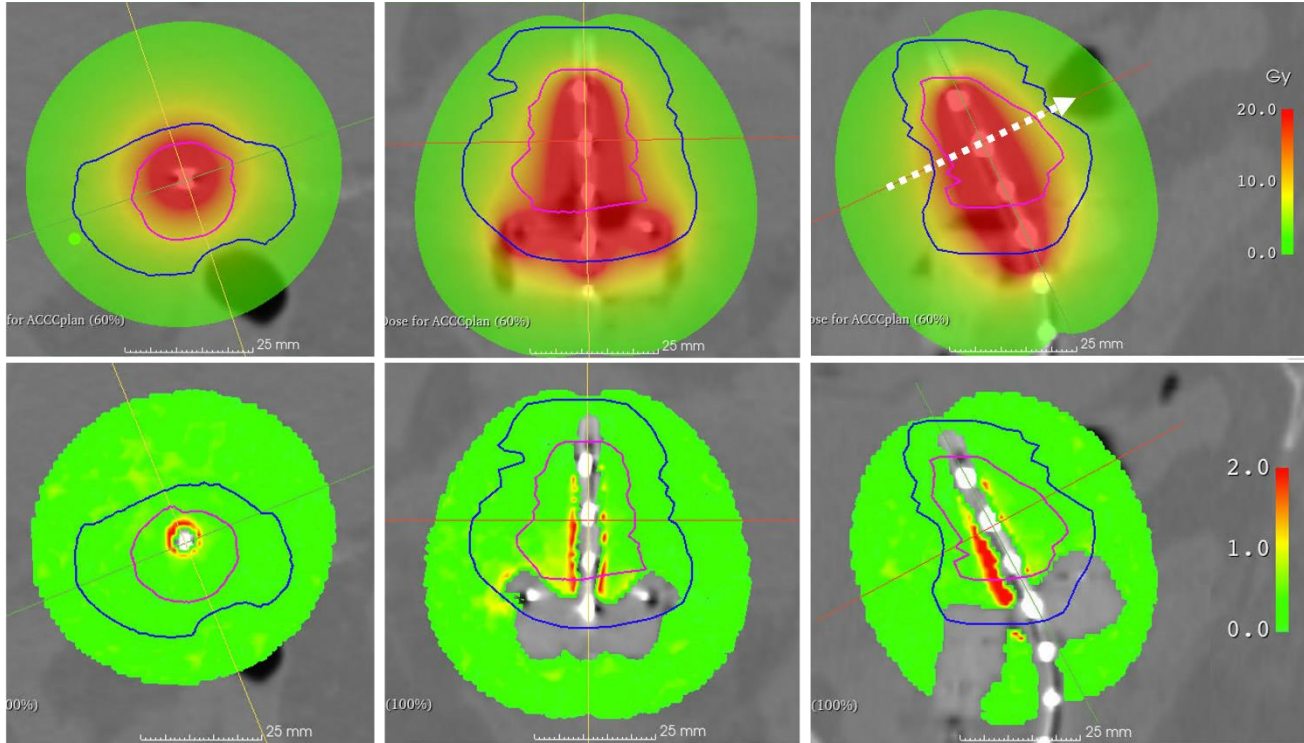 Gy
20.0
10.0
0.0
for ACCCplan (60%)
25 mm
Dose for ACCCplan (60%)
25 mm
ose for ACCCplan (60%)
25 mm
2.0
1.0
0.0
00%)
25 mm
(100%)
25 mm
(100%)
25 mm